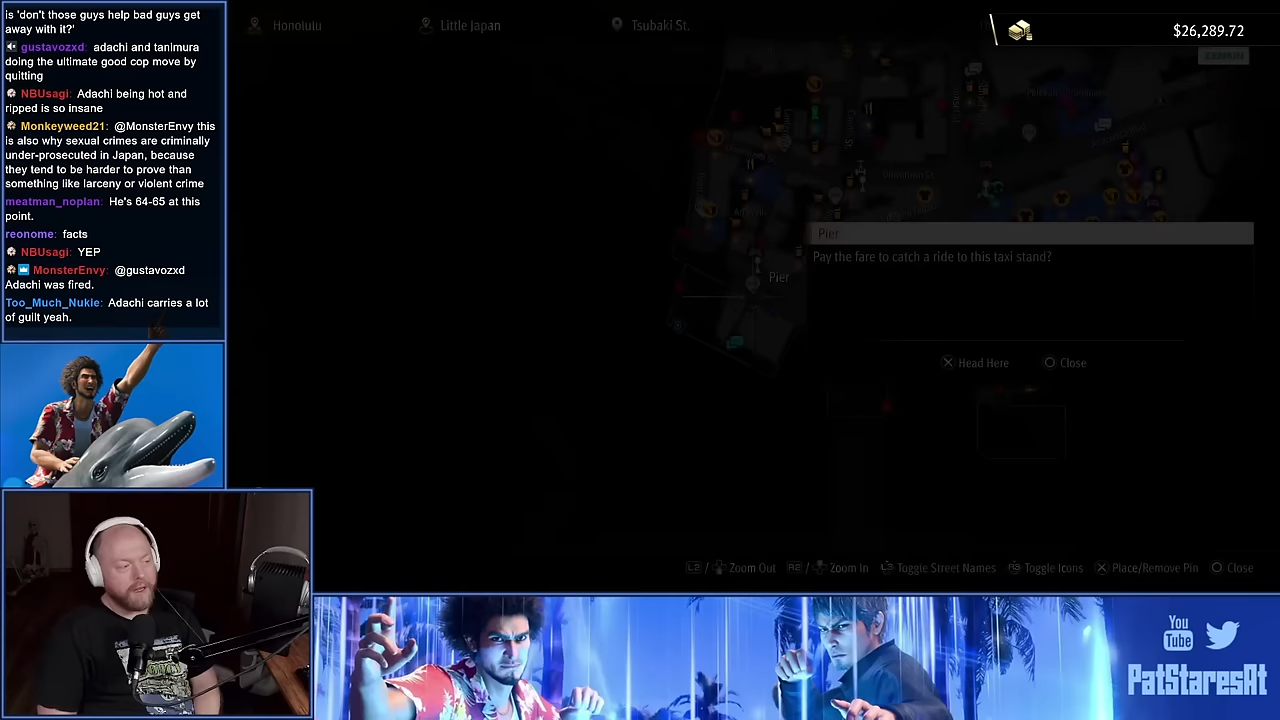 is 'don't those guys help bad guys get
away with it?'
gustavozxd: adachi and tanimura
doing the ultimate good cop move by
quitting
NBUsagi: Adachi being hot and
ripped is so insane
Monkeyweed21: @MonsterEnvy this
is also why sexual crimes are criminally
under-prosecuted in Japan, because
they tend to be harder to prove than
something like larceny or violent crime
meatman_noplan: He's 64-65 at this
point.
reonome: facts
NBUsagi: YEP
MonsterEnvy: @gustavozxd
Adachi was fired.
Too_Much_Nukie: Adachi carries a lot
of guilt yeah.
Honolulu
Little Japan
Tsubaki St.
$26,289.72
Pier
Pier
Pay the fare to catch a ride to this taxi stand?
Head Here
Close
L2 / Zoom Out R2 / Zoom In LS Toggle Street Names RS Toggle Icons Place/Remove Pin Close
You
Tube
PatStaresAt